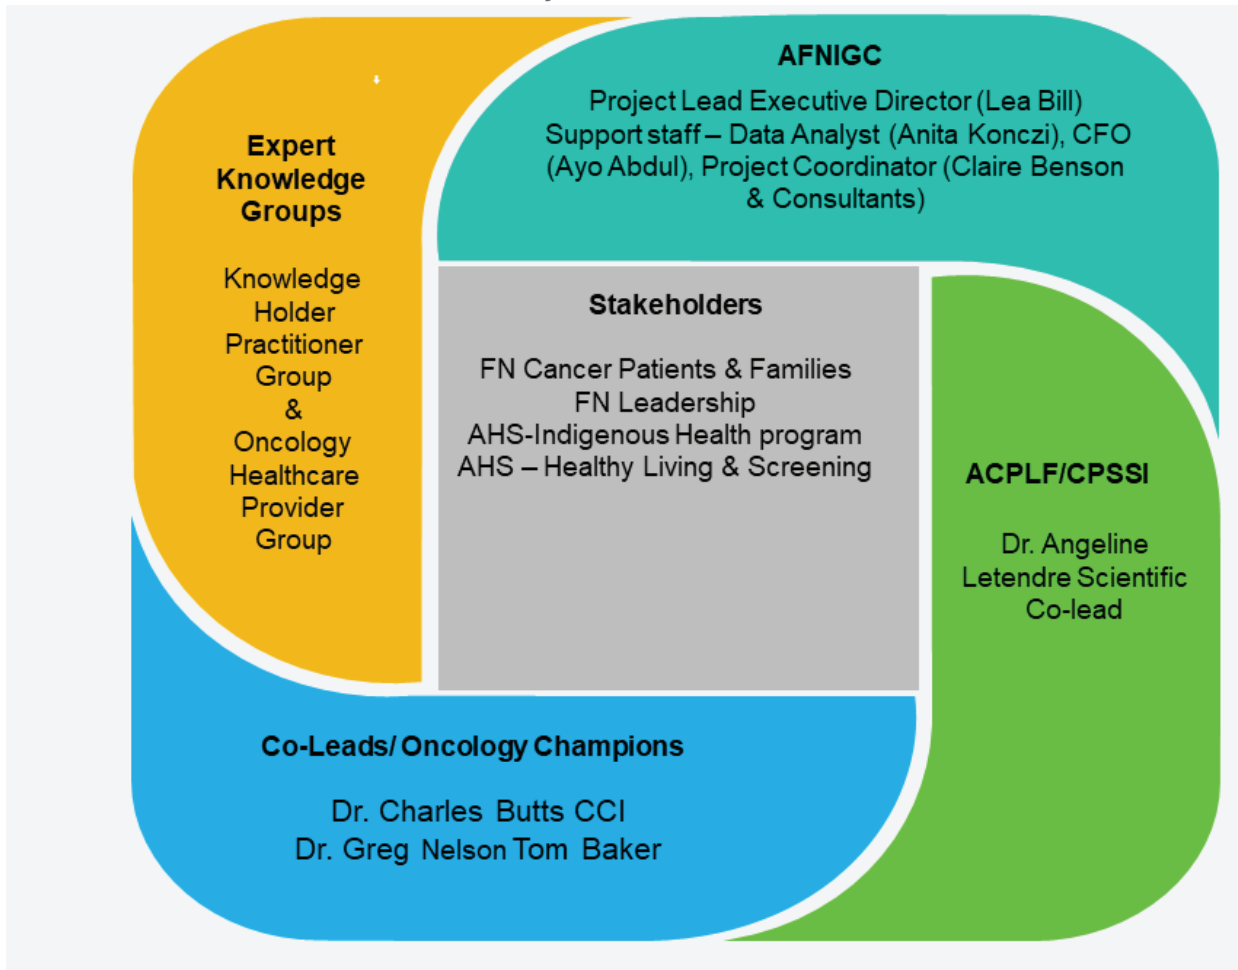 Expert
Knowledge
Groups
Knowledge
Holder
Practitioner
Group
&
Oncology
Healthcare
Provider
Group
AFNIGC
Project Lead Executive Director (Lea Bill)
Support staff – Data Analyst (Anita Konczi), CFO
(Ayo Abdul), Project Coordinator (Claire Benson
& Consultants)
Stakeholders
FN Cancer Patients & Families
FN Leadership
AHS-Indigenous Health program
AHS – Healthy Living & Screening
ACPLF/CPSSI
Dr. Angeline
Letendre Scientific
Co-lead
Co-Leads/ Oncology Champions
Dr. Charles Butts CCI
Dr. Greg Nelson Tom Baker